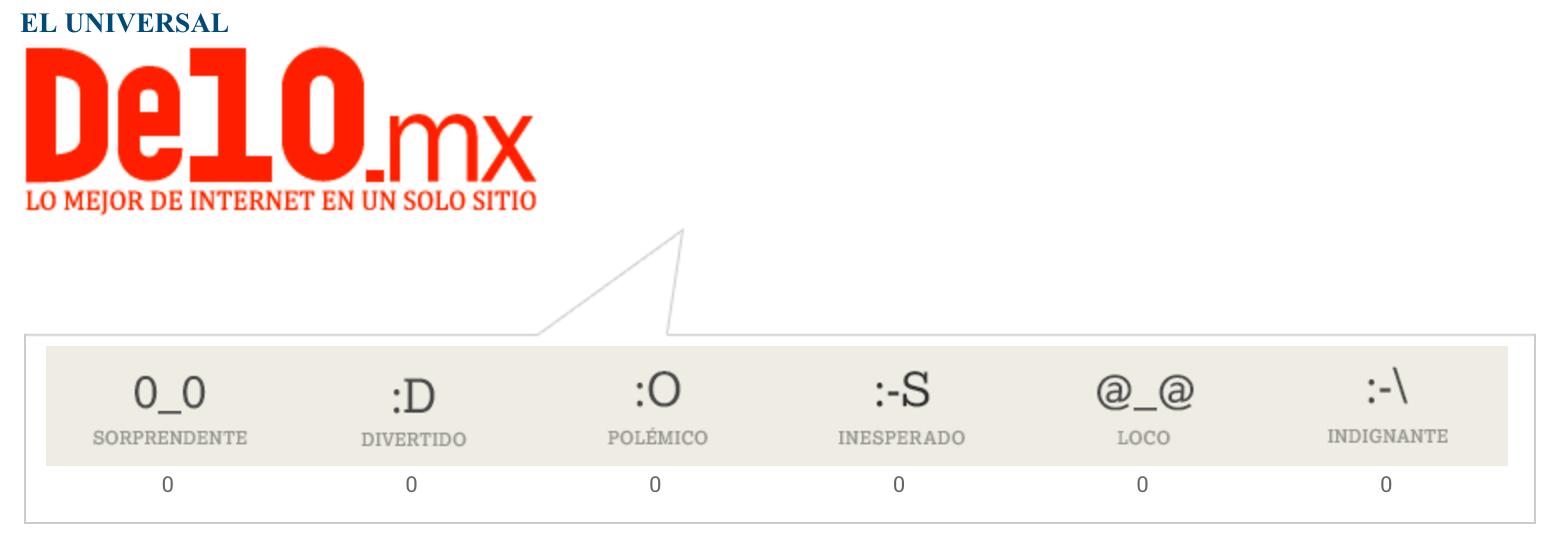 EL UNIVERSAL
De10.mx
LO MEJOR DE INTERNET EN UN SOLO SITIO
0_0 :D :O :-S @_@ :-\
SORPRENDENTE DIVERTIDO POLÉMICO INESPERADO LOCO INDIGNANTE
0 0 0 0 0 0